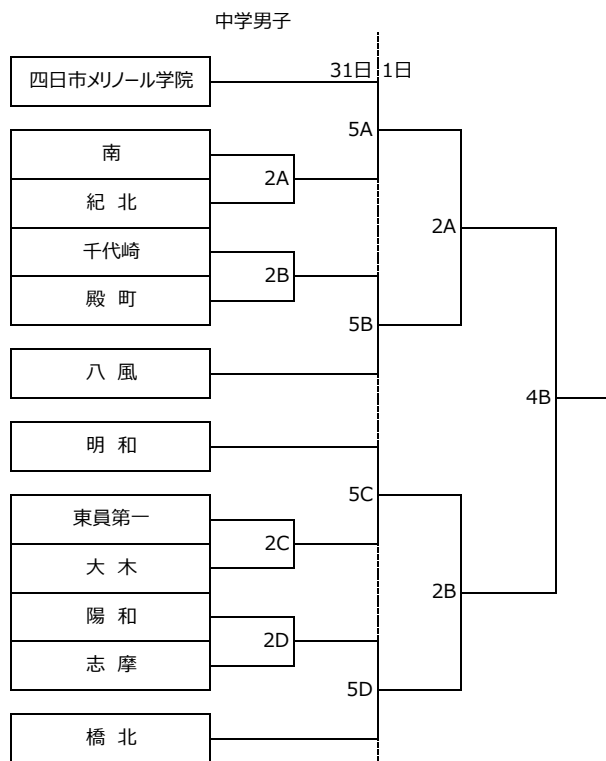 中学男子
31日 1日
四日市メリノール学院
5A
南
2A
紀 北
2A
千代崎
2B
殿 町
5B
八 風
4B
明 和
5C
東員第一
2C
大 木
2B
陽 和
2D
志 摩
5D
橋 北